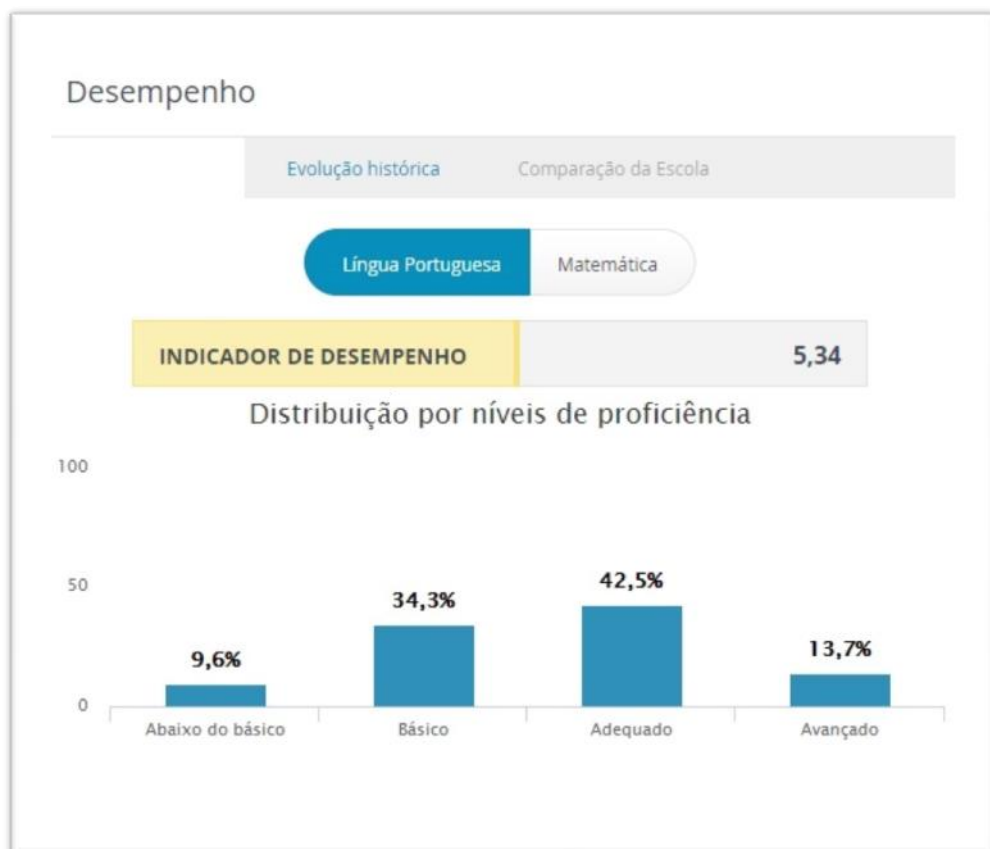 Desempenho
Evolução histórica Comparação da Escola
Língua Portuguesa Matemática
INDICADOR DE DESEMPENHO 5,34
Distribuição por níveis de proficiência
100
50
0
9,6% 34,3% 42,5% 13,7%
Abaixo do básico Básico Adequado Avançado